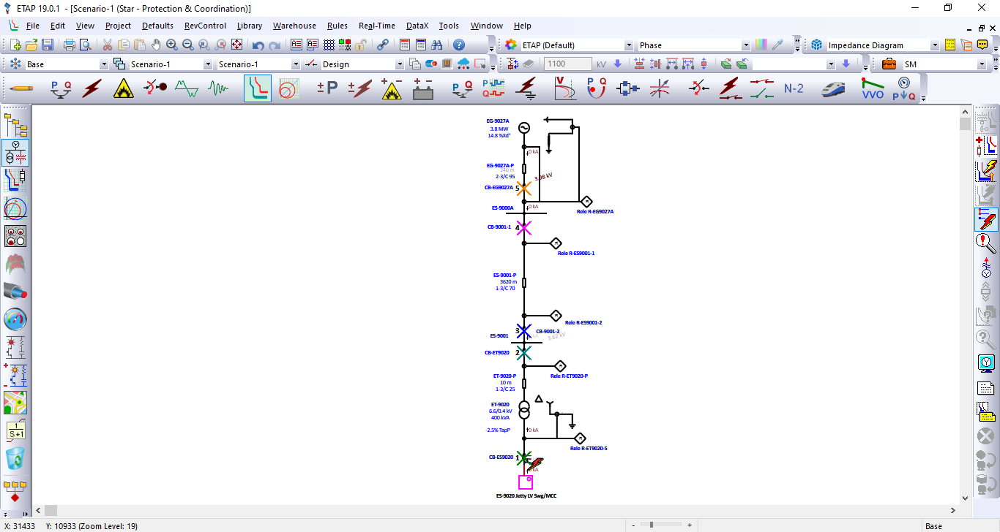 ETAP 19.0.1 - [Scenario-1 (Star - Protection & Coordination)]
File Edit View Project Defaults RevControl Library Warehouse Rules Real-Time DataX Tools Window Help
ETAP (Default) Phase Impedance Diagram
Base Scenario-1 Scenario-1 Design 1100 kV SM
P Q P P Q P Q V P Q N-2 VVO Q P Q
EG-9027A
3.8 MW
14.8 %Xd"
0 kA
EG-9027A-P
240 m
2-3/C 95
3.98 kV
CB-EG9027A 5
ES-9000A
0 kA
Rele R-EG9027A
CB-9001-1 4
Rele R-ES9001-1
ES-9001-P
3620 m
1-3/C 70
Rele R-ES9001-2
3 CB-9001-2
ES-9001
3.67 kV
CB-ET9020 2
Rele R-ET9020-P
ET-9020-P
10 m
1-3/C 25
ET-9020
6.6/0.4 kV
400 kVA
-2.5% TapP
0 kA
Rele R-ET9020-S
CB-ES9020 1
0 kA
ES-9020 Jetty LV Swg/MCC
1
S+1
X: 31433 Y: 10933 (Zoom Level: 19) - + Base